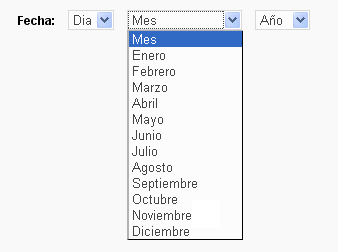 Fecha: Dia Mes Año
Mes
Enero
Febrero
Marzo
Abril
Mayo
Junio
Julio
Agosto
Septiembre
Octubre
Noviembre
Diciembre